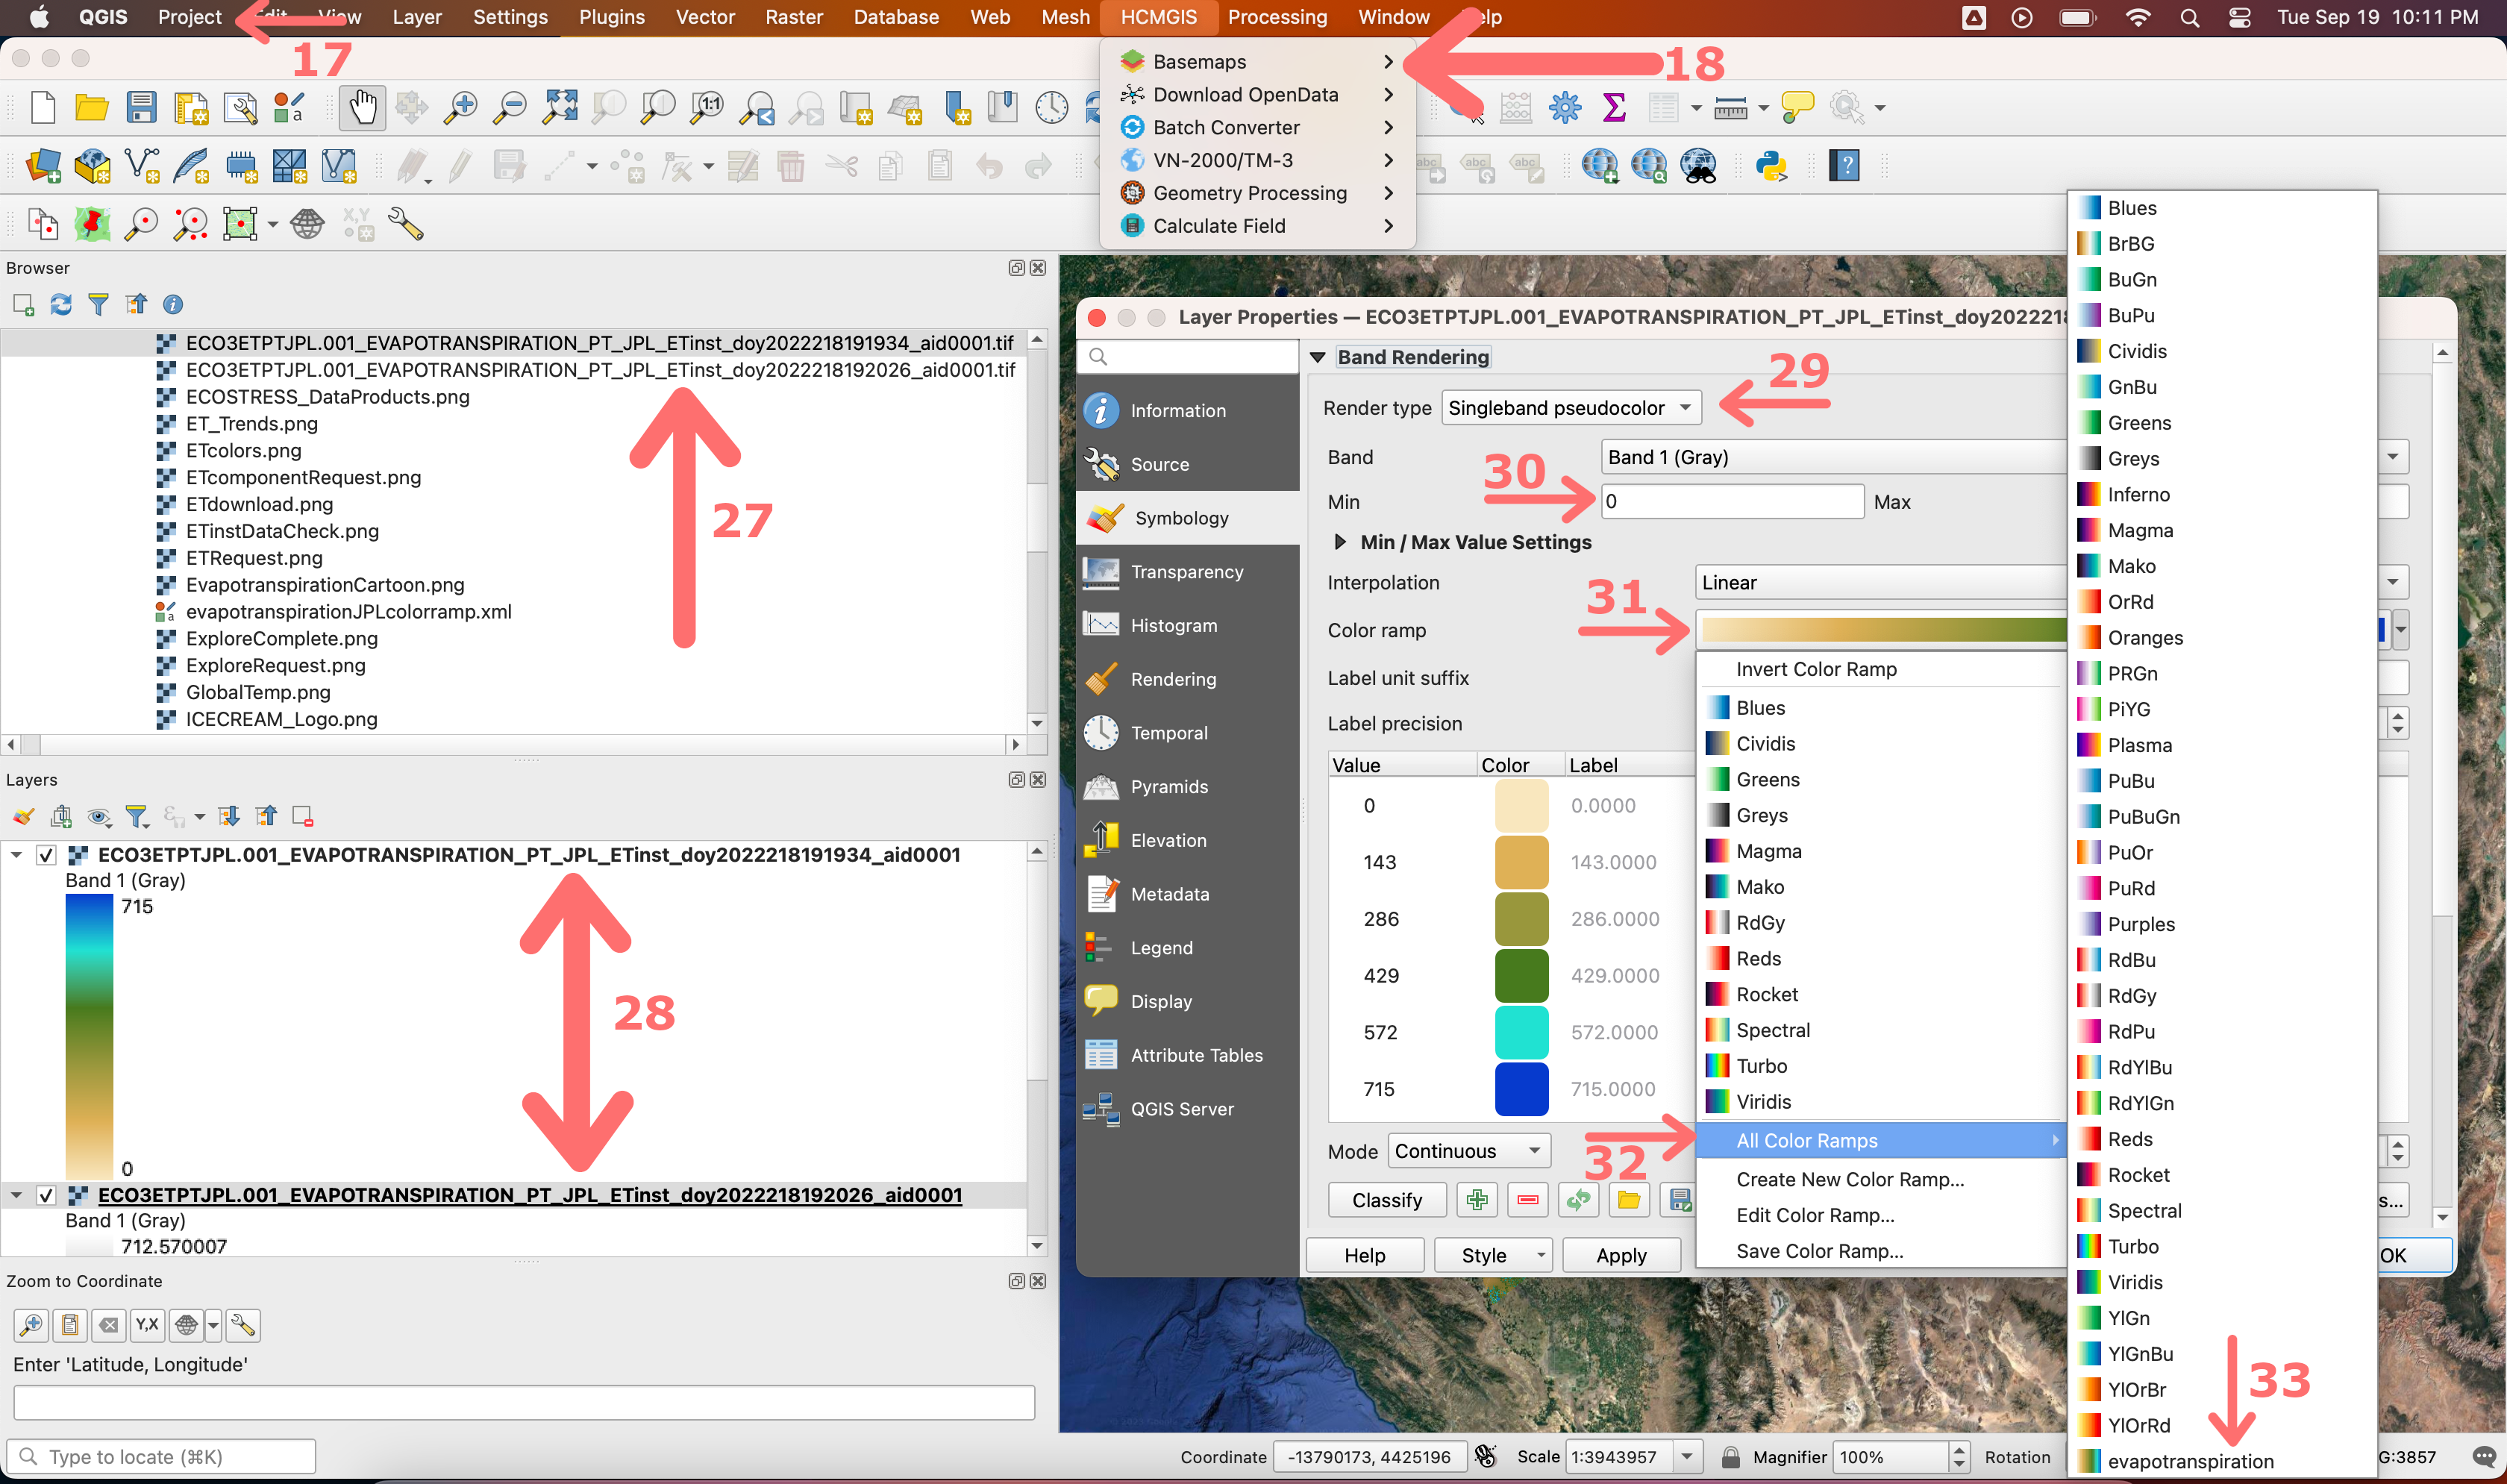 QGIS Project Layer Settings Plugins Vector Raster Database Web Mesh HCMGIS Processing Window Tue Sep 19 10:11 PM
17
18
Basemaps
Download OpenData
Batch Converter
VN-2000/TM-3
Geometry Processing
Calculate Field
Browser
ECO3ETPTJPL.001_EVAPOTRANSPIRATION_PT_JPL_ETinst_doy2022218191934_aid0001.tif
ECO3ETPTJPL.001_EVAPOTRANSPIRATION_PT_JPL_ETinst_doy2022218192026_aid0001.tif
ECOSTRESS_DataProducts.png
ET_Trends.png
ETcolors.png
ETcomponentRequest.png
ETdownload.png
ETinstDataCheck.png
ETRequest.png
EvapotranspirationCartoon.png
evapotranspirationJPLcolorramp.xml
ExploreComplete.png
ExploreRequest.png
GlobalTemp.png
ICECREAM_Logo.png
27
Layers
ECO3ETPTJPL.001_EVAPOTRANSPIRATION_PT_JPL_ETinst_doy2022218191934_aid0001
Band 1 (Gray)
715
0
28
ECO3ETPTJPL.001_EVAPOTRANSPIRATION_PT_JPL_ETinst_doy2022218192026_aid0001
Band 1 (Gray)
712.570007
Zoom to Coordinate
Y,X
Enter 'Latitude, Longitude'
Type to locate (⌘K)
Layer Properties — ECO3ETPTJPL.001_EVAPOTRANSPIRATION_PT_JPL_ETinst_doy202221
Information
Source
Symbology
Transparency
Histogram
Rendering
Temporal
Pyramids
Elevation
Metadata
Legend
Display
Attribute Tables
QGIS Server
Band Rendering
29
Render type Singleband pseudocolor
Band Band 1 (Gray)
30
Min 0 Max
Min / Max Value Settings
Interpolation Linear
31
Color ramp
Label unit suffix
Label precision
Value Color Label
0 0.0000
143 143.0000
286 286.0000
429 429.0000
572 572.0000
715 715.0000
Mode Continuous
32
Classify
Help Style Apply OK
Invert Color Ramp
Blues
Cividis
Greens
Greys
Magma
Mako
RdGy
Reds
Rocket
Spectral
Turbo
Viridis
All Color Ramps
Create New Color Ramp...
Edit Color Ramp...
Save Color Ramp...
Blues
BrBG
BuGn
BuPu
Cividis
GnBu
Greens
Greys
Inferno
Magma
Mako
OrRd
Oranges
PRGn
PiYG
Plasma
PuBu
PuBuGn
PuOr
PuRd
Purples
RdBu
RdGy
RdPu
RdYlBu
RdYlGn
Reds
Rocket
Spectral
Turbo
Viridis
YlGn
YlGnBu
YlOrBr
YlOrRd
evapotranspiration
33
Coordinate -13790173, 4425196 Scale 1:3943957 Magnifier 100% Rotation G:3857